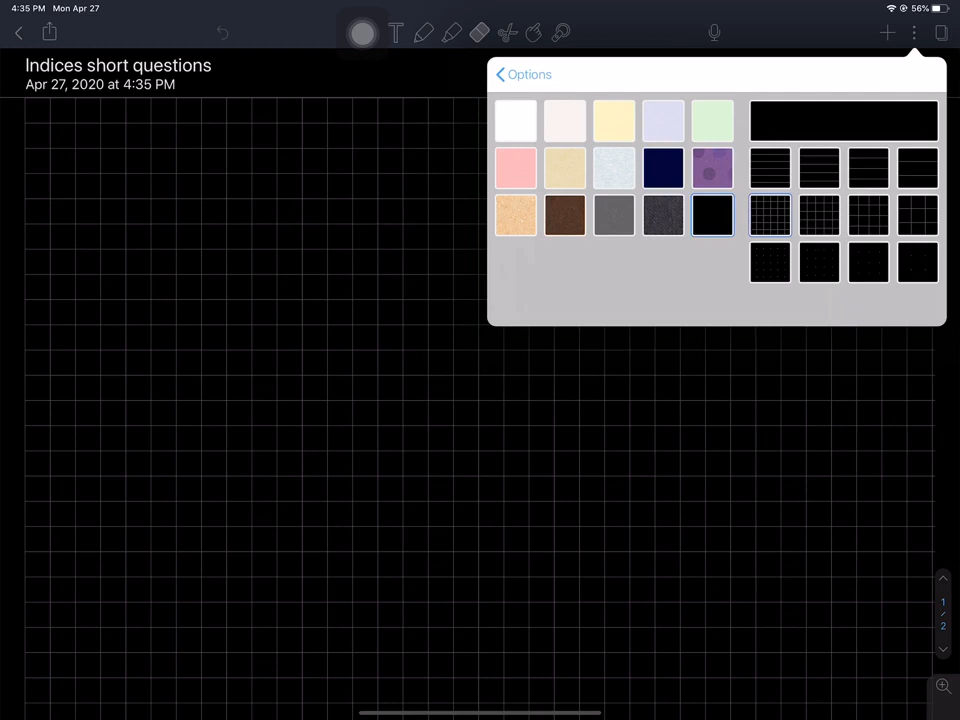 4:35 PM Mon Apr 27
56%
T
Indices short questions
Apr 27, 2020 at 4:35 PM
Options
1
/
2